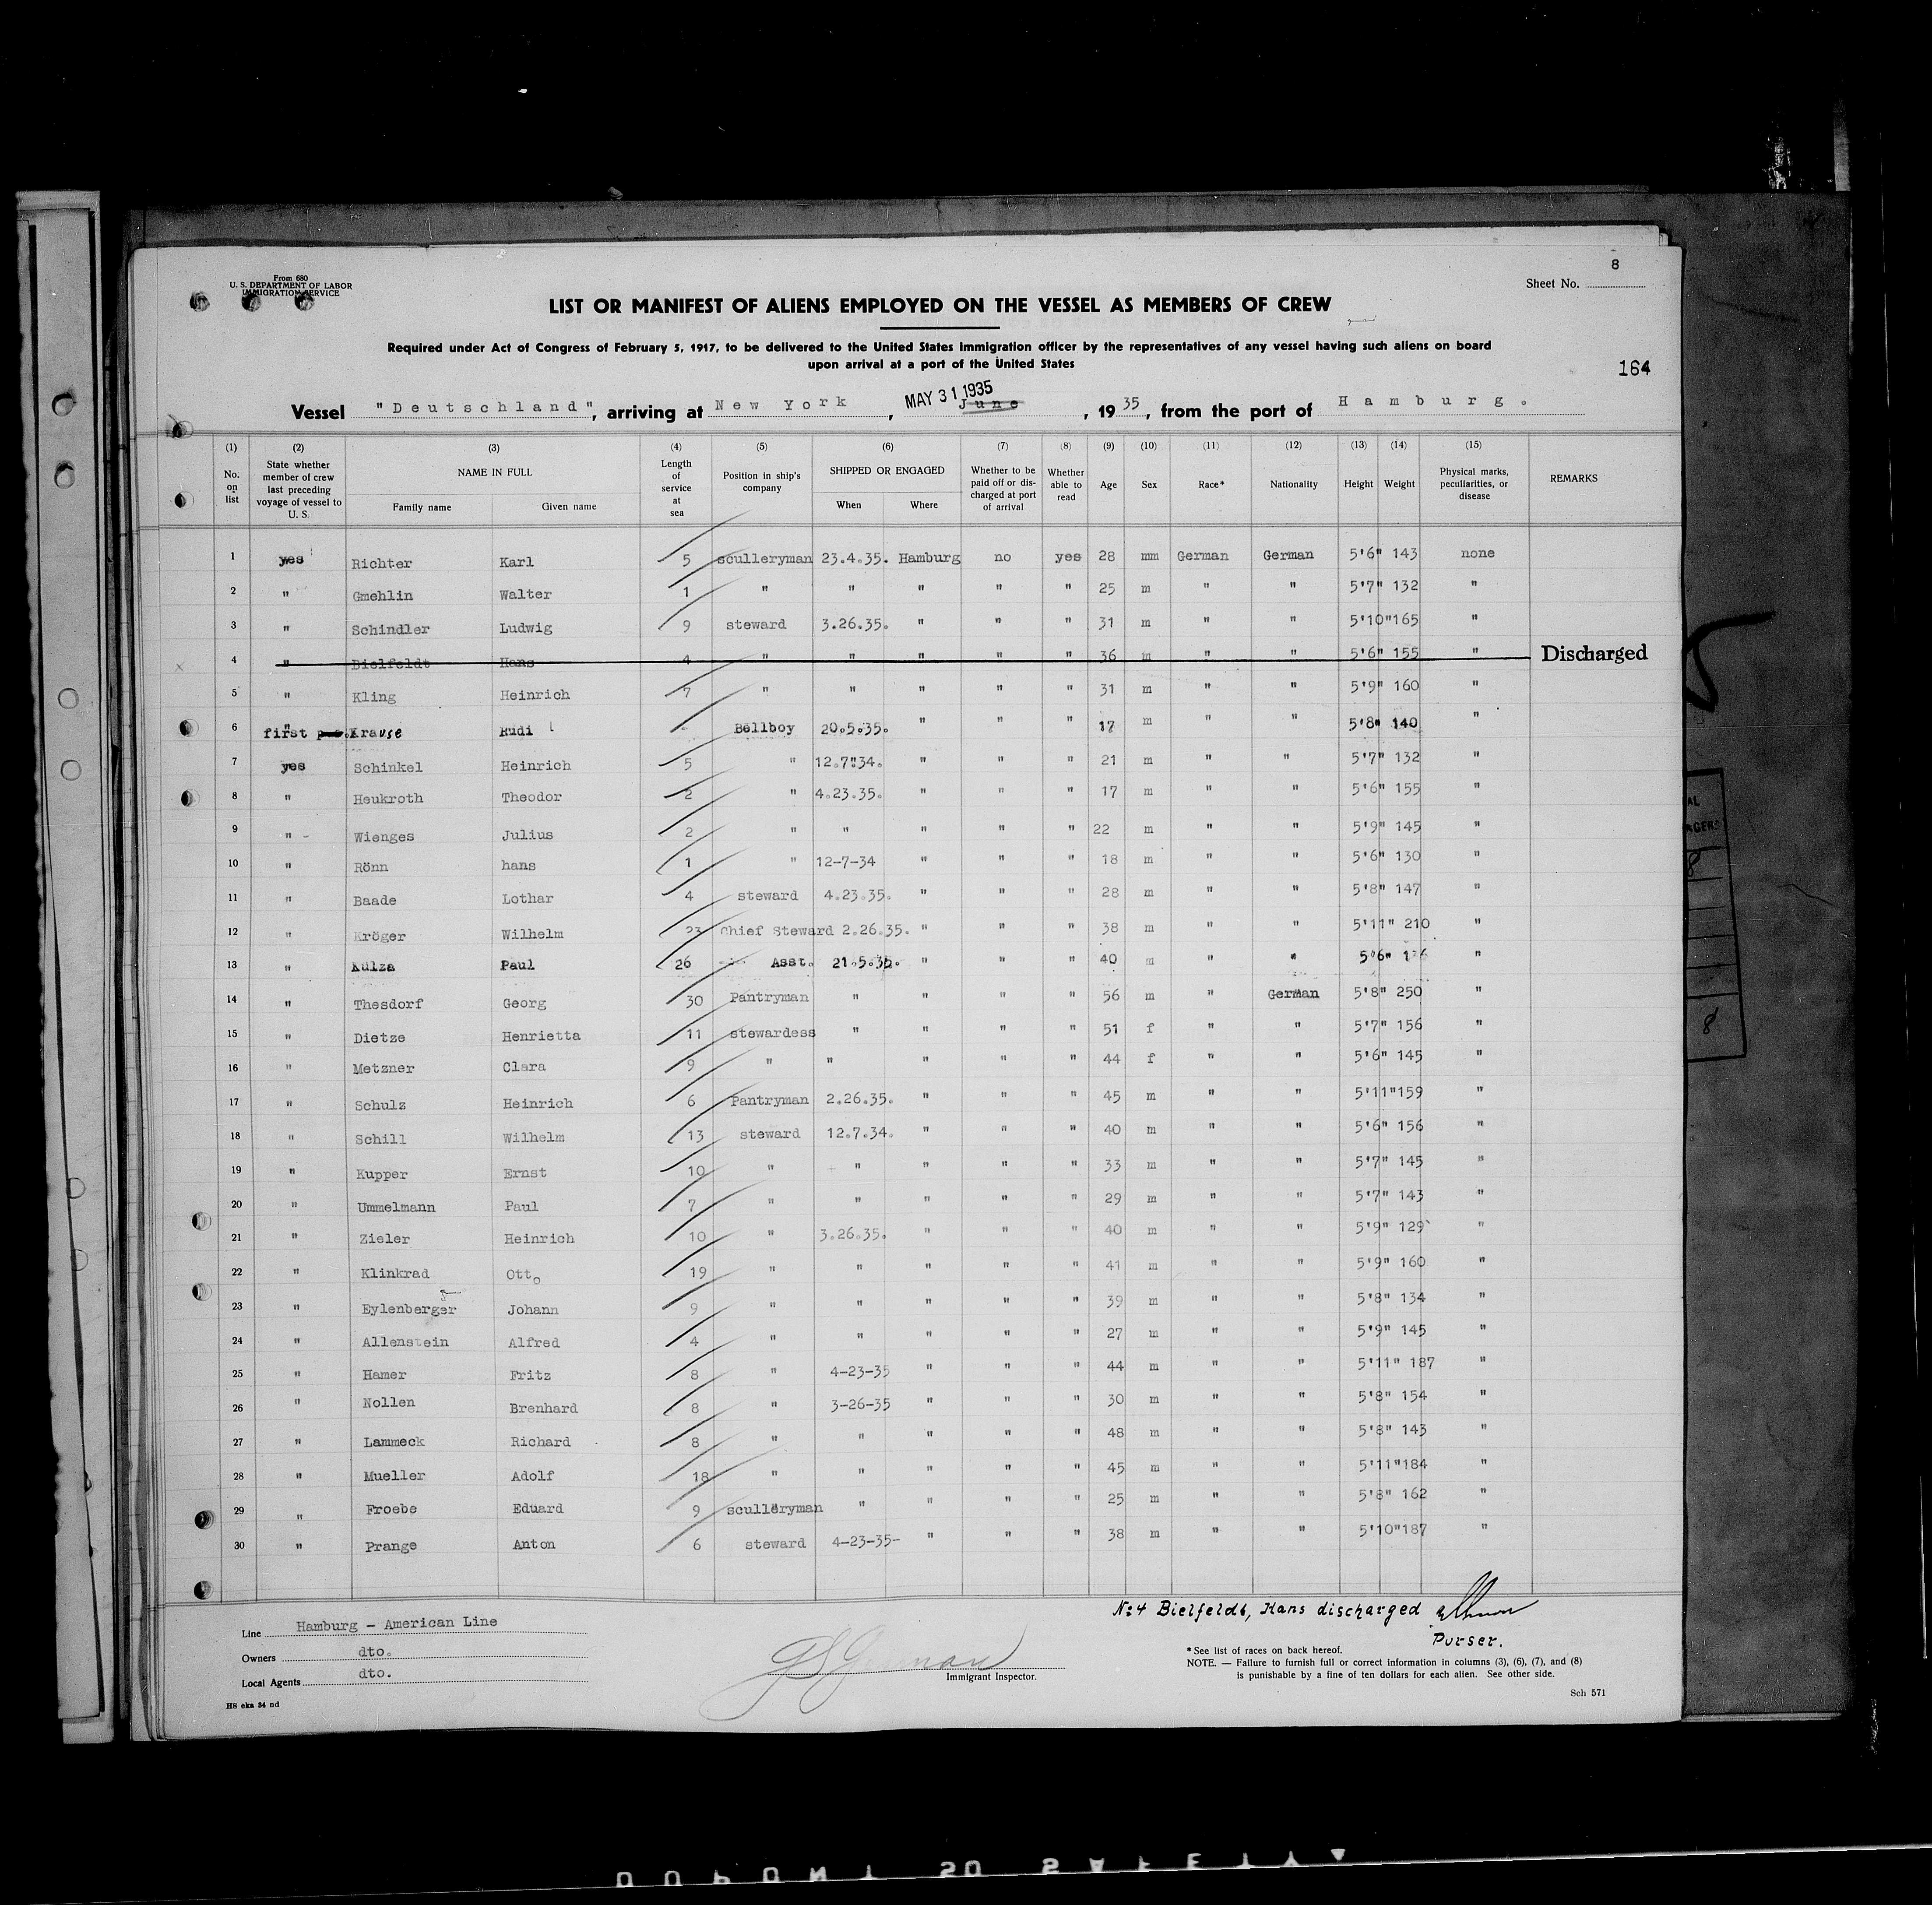 From 680
U. S. DEPARTMENT OF LABOR
IMMIGRATION SERVICE
8
Sheet No.
LIST OR MANIFEST OF ALIENS EMPLOYED ON THE VESSEL AS MEMBERS OF CREW
Required under Act of Congress of February 5, 1917, to be delivered to the United States immigration officer by the representatives of any vessel having such aliens on board
upon arrival at a port of the United States
164
Vessel "Deutschland", arriving at New York, MAY 31 1935 June, 1935, from the port of Hamburg.
(1) (2) (3) (4) (5) (6) (7) (8) (9) (10) (11) (12) (13) (14) (15)
No. on list State whether member of crew last preceding voyage of vessel to U. S. NAME IN FULL Family name Given name Length of service at sea Position in ship's company SHIPPED OR ENGAGED When Where Whether to be paid off or discharged at port of arrival Whether able to read Age Sex Race* Nationality Height Weight Physical marks, peculiarities, or disease REMARKS
1 yes Richter Karl 5 sculleryman 23.4.35. Hamburg no yes 28 mm German German 5'6" 143 none
2 " Gmehlin Walter 1 " " " " " 25 m " " 5'7" 132 "
3 " Schindler Ludwig 9 steward 3.26.35. " " " 31 m " " 5'10" 165 "
4 " Bielfeldt Hans 4 " " " " " 36 m " " 5'6" 155 " Discharged
5 " Kling Heinrich 7 " " " " " 31 m " " 5'9" 160 "
6 " first Krause Rudi Bellboy 20.5.35. " " " 17 m " " 5'8" 140 "
7 yes Schinkel Heinrich 5 " 12.7"34. " " " 21 m " " 5'7" 132 "
8 " Heukroth Theodor 2 " 4.23.35. " " " 17 m " " 5'6" 155 "
9 " - Wienges Julius 2 " " " " " 22 m " " 5'9" 145 "
10 " Rönn hans 1 " 12-7-34 " " " 18 m " " 5'6" 130 "
11 " Baade Lothar 4 steward 4.23.35. " " " 28 m " " 5'8" 147 "
12 " Kröger Wilhelm 23 Chief Steward 2.26.35. " " " 38 m " " 5'11" 210 "
13 " Külza Paul 26 Asst. 21.5.35. " " " 40 m " " 5'6" "
14 " Thesdorf Georg 30 Pantryman " " " " 56 m " German 5'8" 250 "
15 " Dietze Henrietta 11 stewardess " " " " 51 f " " 5'7" 156 "
16 " Metzner Clara 9 " " " " " 44 f " " 5'6" 145 "
17 " Schulz Heinrich 6 Pantryman 2.26.35. " " " 45 m " " 5'11" 159 "
18 " Schill Wilhelm 13 steward 12.7.34. " " " 40 m " " 5'6" 156 "
19 " Kupper Ernst 10 " " " " " 33 m " " 5'7" 145 "
20 " Ummelmann Paul 7 " " " " " 29 m " " 5'7" 143 "
21 " Zieler Heinrich 10 " 3.26.35. " " " 40 m " " 5'9" 129 "
22 " Klinkrad Otto 19 " " " " " 41 m " " 5'9" 160 "
23 " Eylenberger Johann 9 " " " " " 39 m " " 5'8" 134 "
24 " Allenstein Alfred 4 " " " " " 27 m " " 5'9" 145 "
25 " Hamer Fritz 8 " 4-23-35 " " " 44 m " " 5'11" 187 "
26 " Nollen Brenhard 8 " 3-26-35 " " " 30 m " " 5'8" 154 "
27 " Lammeck Richard 8 " " " " " 48 m " " 5'8" 143 "
28 " Mueller Adolf 18 " " " " " 45 m " " 5'11" 184 "
29 " Froebe Eduard 9 sculleryman " " " " 25 m " " 5'8" 162 "
30 " Prange Anton 6 steward 4-23-35- " " " 38 m " " 5'10" 187 "
No 4 Bielfeldt, Hans discharged
Purser.
Line Hamburg - American Line
Owners dto.
Local Agents dto.
Immigrant Inspector.
* See list of races on back hereof.
NOTE. — Failure to furnish full or correct information in columns (3), (6), (7), and (8)
is punishable by a fine of ten dollars for each alien. See other side.
HS eka 34 nd
Sch 571
AL
AGERS
8
8
DUPONT SD SAFETY